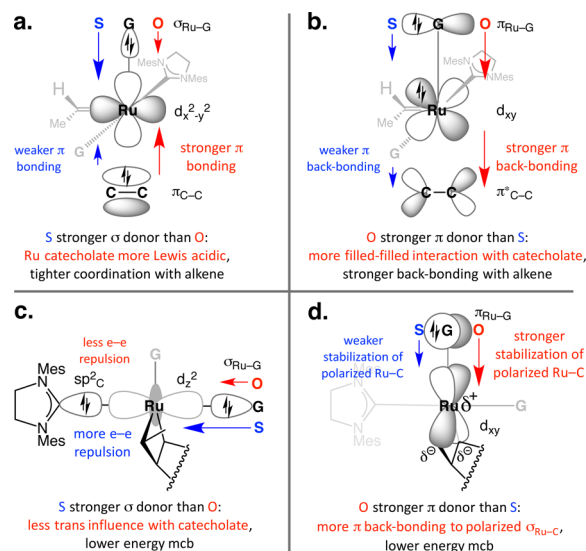 a.
S
G
O
σRu–G
MesN
NMes
H
Ru
dx2-y2
Me
G
weaker π
bonding
stronger π
bonding
C–C
πC–C
S stronger σ donor than O:
Ru catecholate more Lewis acidic,
tighter coordination with alkene
b.
S
G
O
πRu–G
MesN
NMes
H
Ru
dxy
Me
G
weaker π
back-bonding
stronger π
back-bonding
C–C
π*C–C
O stronger π donor than S:
more filled-filled interaction with catecholate,
stronger back-bonding with alkene
c.
less e–e
repulsion
G
σRu–G
Mes
sp2C
dz2
O
N
Ru
G
N
S
Mes
more e–e
repulsion
S stronger σ donor than O:
less trans influence with catecholate,
lower energy mcb
d.
πRu–G
S
G
O
weaker
stabilization of
polarized Ru–C
stronger
stabilization of
polarized Ru–C
Mes
N
Ru
δ+
G
N
dxy
Mes
δ⊖
δ⊖
O stronger π donor than S:
more π back-bonding to polarized σRu–C,
lower energy mcb